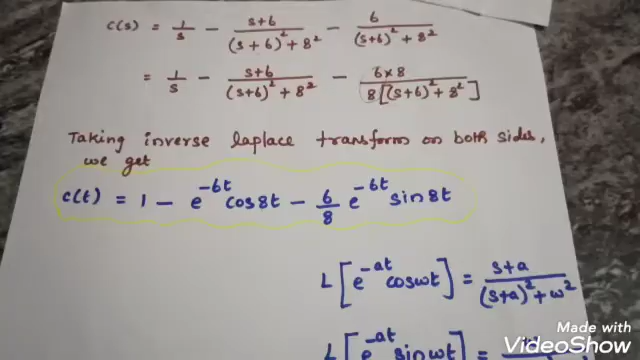 C(s) = 1/s - (s+6)/((s+6)² + 8²) - 6/((s+6)² + 8²)
= 1/s - (s+6)/((s+6)² + 8²) - (6×8)/(8[(s+6)² + 8²])
Taking inverse laplace transform on both sides,
we get
c(t) = 1 - e^(-6t) cos8t - 6/8 e^(-6t) sin8t
L[e^(-at) cosωt] = (s+a)/((s+a)² + ω²)
L[e^(-at) sinωt] =
Made with
VideoShow